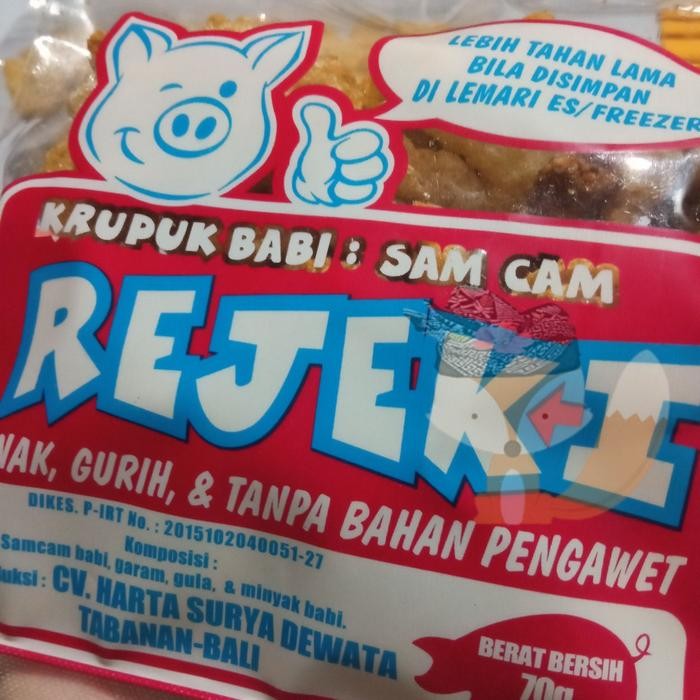 LEBIH TAHAN LAMA
BILA DISIMPAN
DI LEMARI ES/FREEZER
KRUPUK BABI : SAM CAM
REJEKI
NAK, GURIH, & TANPA BAHAN PENGAWET
DIKES. P-IRT No. : 2015102040051-27
Komposisi :
Samcam babi, garam, gula, & minyak babi.
uksi : CV. HARTA SURYA DEWATA
TABANAN-BALI
BERAT BERSIH
70g